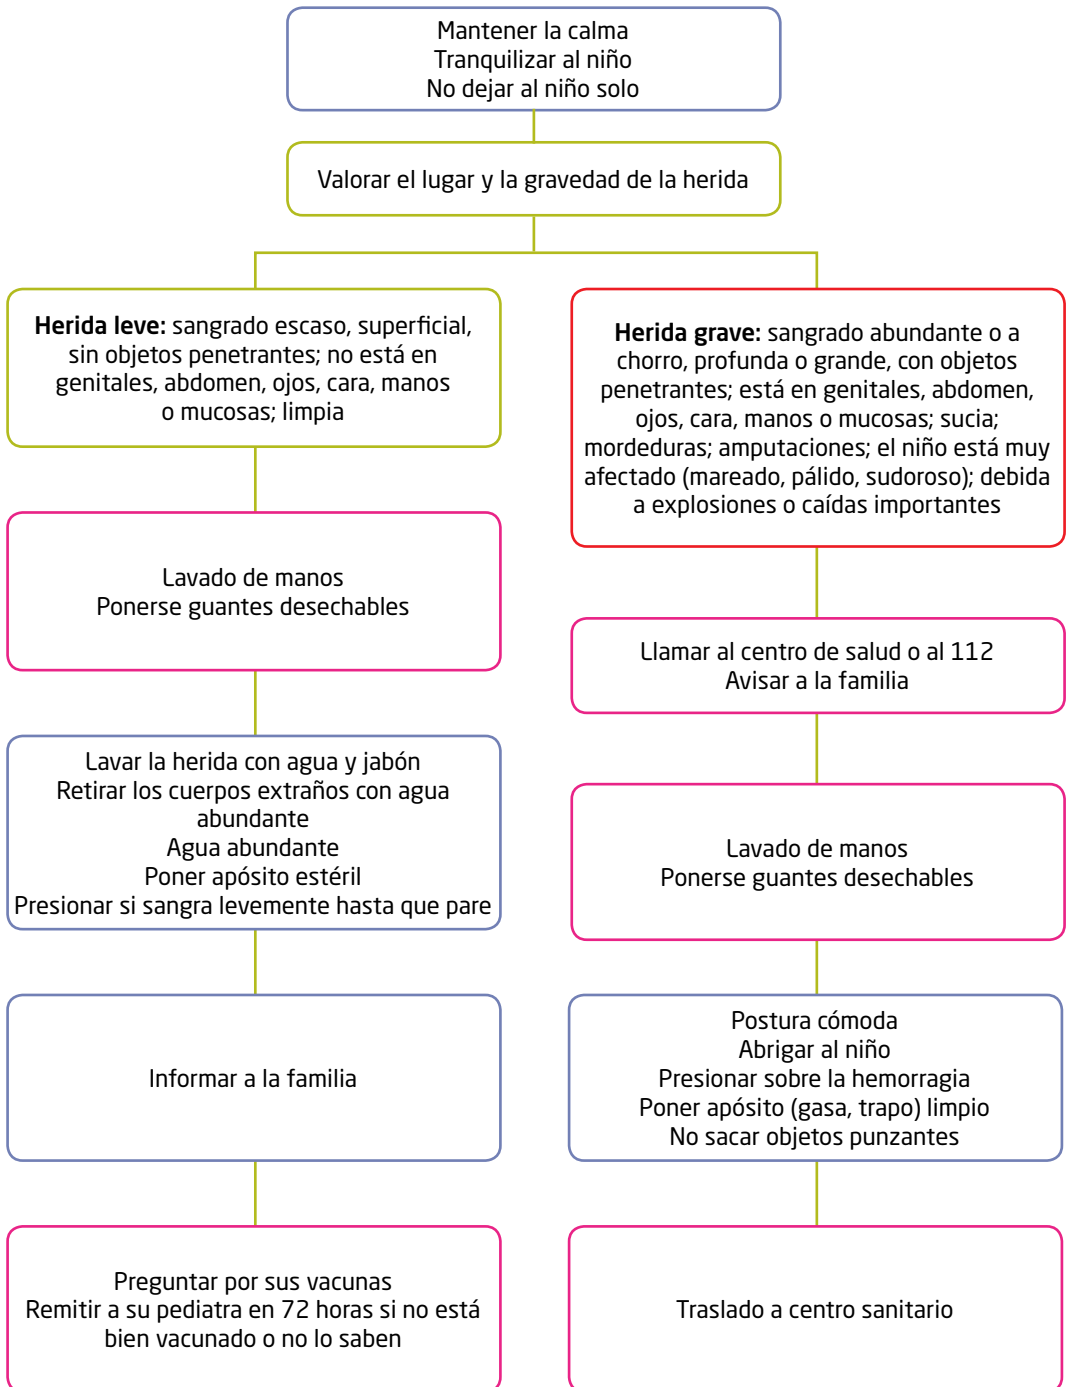 Mantener la calma
Tranquilizar al niño
No dejar al niño solo
Valorar el lugar y la gravedad de la herida
Herida leve: sangrado escaso, superficial,
sin objetos penetrantes; no está en
genitales, abdomen, ojos, cara, manos
o mucosas; limpia
Lavado de manos
Ponerse guantes desechables
Lavar la herida con agua y jabón
Retirar los cuerpos extraños con agua
abundante
Agua abundante
Poner apósito estéril
Presionar si sangra levemente hasta que pare
Informar a la familia
Preguntar por sus vacunas
Remitir a su pediatra en 72 horas si no está
bien vacunado o no lo saben
Herida grave: sangrado abundante o a
chorro, profunda o grande, con objetos
penetrantes; está en genitales, abdomen,
ojos, cara, manos o mucosas; sucia;
mordeduras; amputaciones; el niño está muy
afectado (mareado, pálido, sudoroso); debida
a explosiones o caídas importantes
Llamar al centro de salud o al 112
Avisar a la familia
Lavado de manos
Ponerse guantes desechables
Postura cómoda
Abrigar al niño
Presionar sobre la hemorragia
Poner apósito (gasa, trapo) limpio
No sacar objetos punzantes
Traslado a centro sanitario